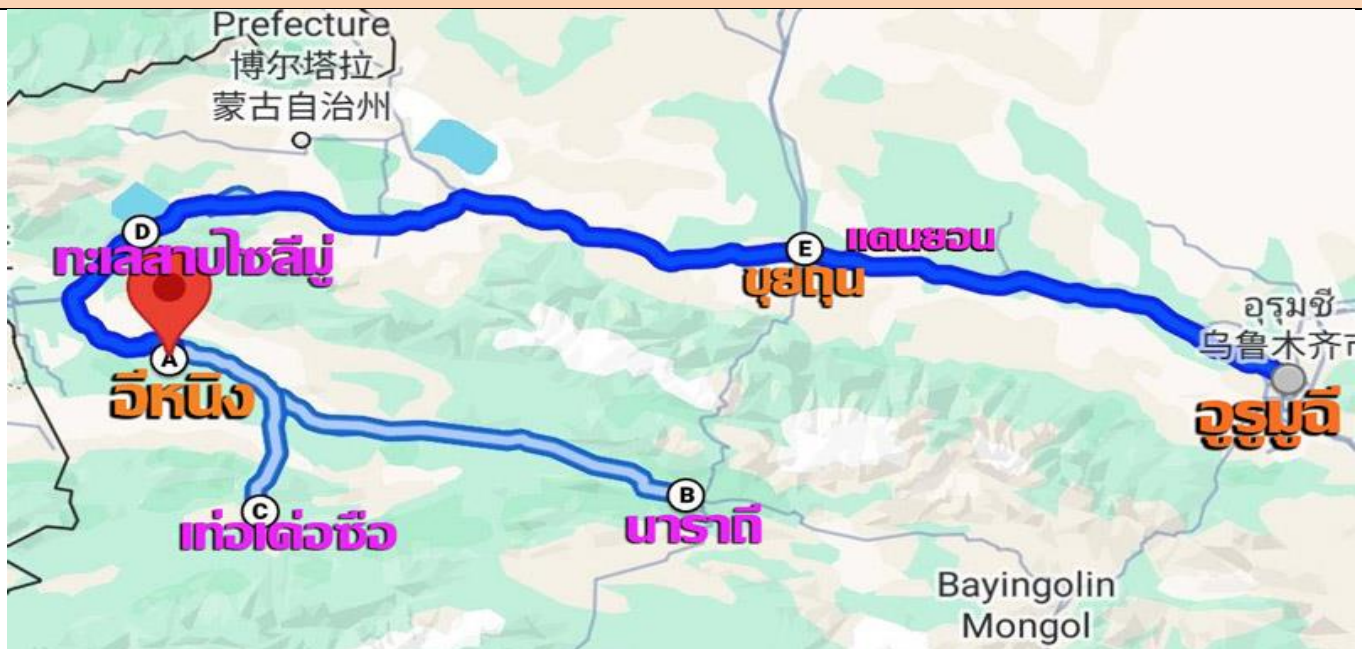 Prefecture
博尔塔拉
蒙古自治州
D
ทะเลสาบไซลีมู่
E
แคนยอน
ขุยถุน
อุรุมชี
乌鲁木齐市
A
อีหนิง
อูรูมูฉี
B
C
นาราถี
เท่อเค่อซือ
Bayingolin
Mongol